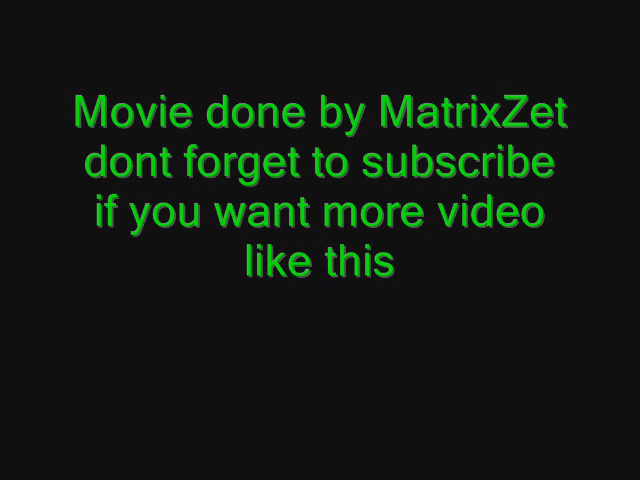 Movie done by MatrixZet
dont forget to subscribe
if you want more video
like this